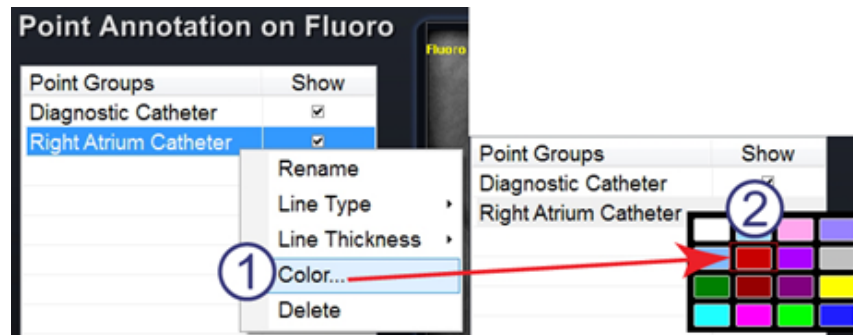 Point Annotation on Fluoro
Fluoro
Point Groups Show
Diagnostic Catheter
Right Atrium Catheter
Rename
Line Type
Line Thickness
1
Color...
Delete
Point Groups Show
Diagnostic Catheter
Right Atrium Catheter
2